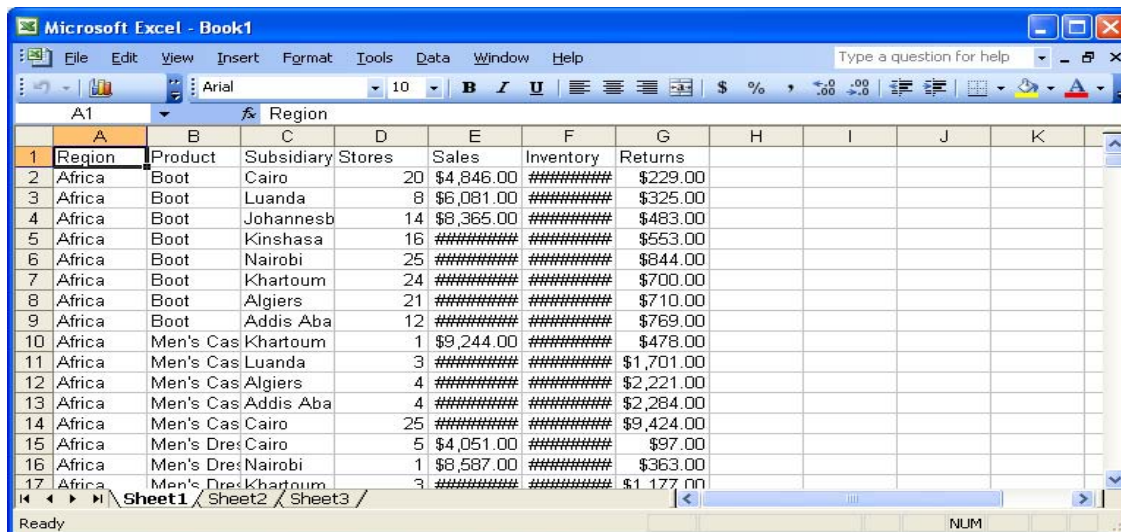 Microsoft Excel - Book1
File Edit View Insert Format Tools Data Window Help Type a question for help
Arial 10 B I U $ % ,
A1 fx Region
A B C D E F G H I J K
1 Region Product Subsidiary Stores Sales Inventory Returns
2 Africa Boot Cairo 20 $4,846.00 ######## $229.00
3 Africa Boot Luanda 8 $6,081.00 ######## $325.00
4 Africa Boot Johannesb 14 $8,365.00 ######## $483.00
5 Africa Boot Kinshasa 16 ######## ######## $553.00
6 Africa Boot Nairobi 25 ######## ######## $844.00
7 Africa Boot Khartoum 24 ######## ######## $700.00
8 Africa Boot Algiers 21 ######## ######## $710.00
9 Africa Boot Addis Aba 12 ######## ######## $769.00
10 Africa Men's Cas Khartoum 1 $9,244.00 ######## $478.00
11 Africa Men's Cas Luanda 3 ######## ######## $1,701.00
12 Africa Men's Cas Algiers 4 ######## ######## $2,221.00
13 Africa Men's Cas Addis Aba 4 ######## ######## $2,284.00
14 Africa Men's Cas Cairo 25 ######## ######## $9,424.00
15 Africa Men's Dres Cairo 5 $4,051.00 ######## $97.00
16 Africa Men's Dres Nairobi 1 $8,587.00 ######## $363.00
17 Africa Men's Dres Khartoum 3 ######## ######## $1,177.00
Sheet1 Sheet2 Sheet3
Ready NUM